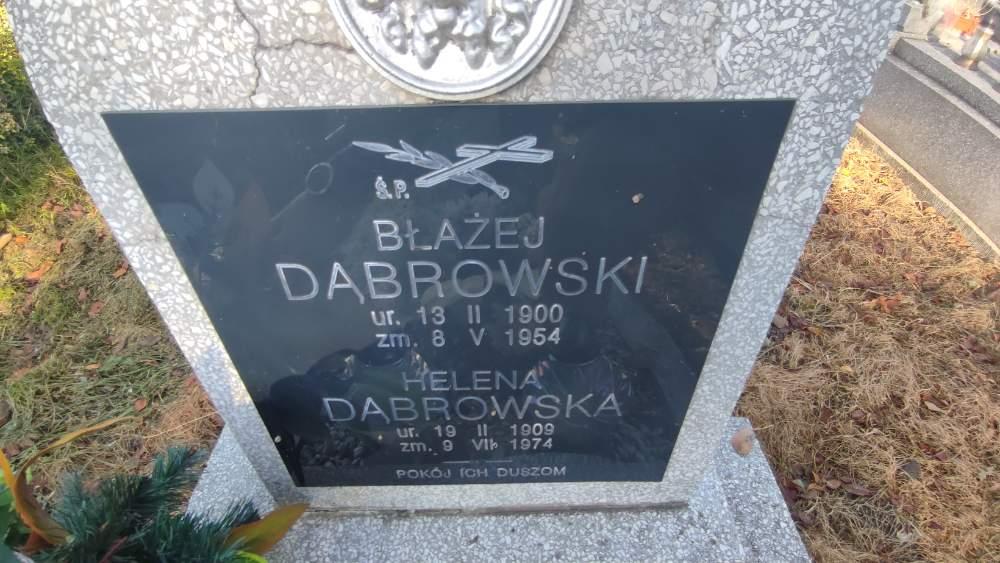 Ś.P.
BŁAŻEJ
DĄBROWSKI
ur. 13 II 1900
zm. 8 V 1954
HELENA
DĄBROWSKA
ur. 19 II 1909
zm. 9 1974
POKÓJ ICH DUSZOM